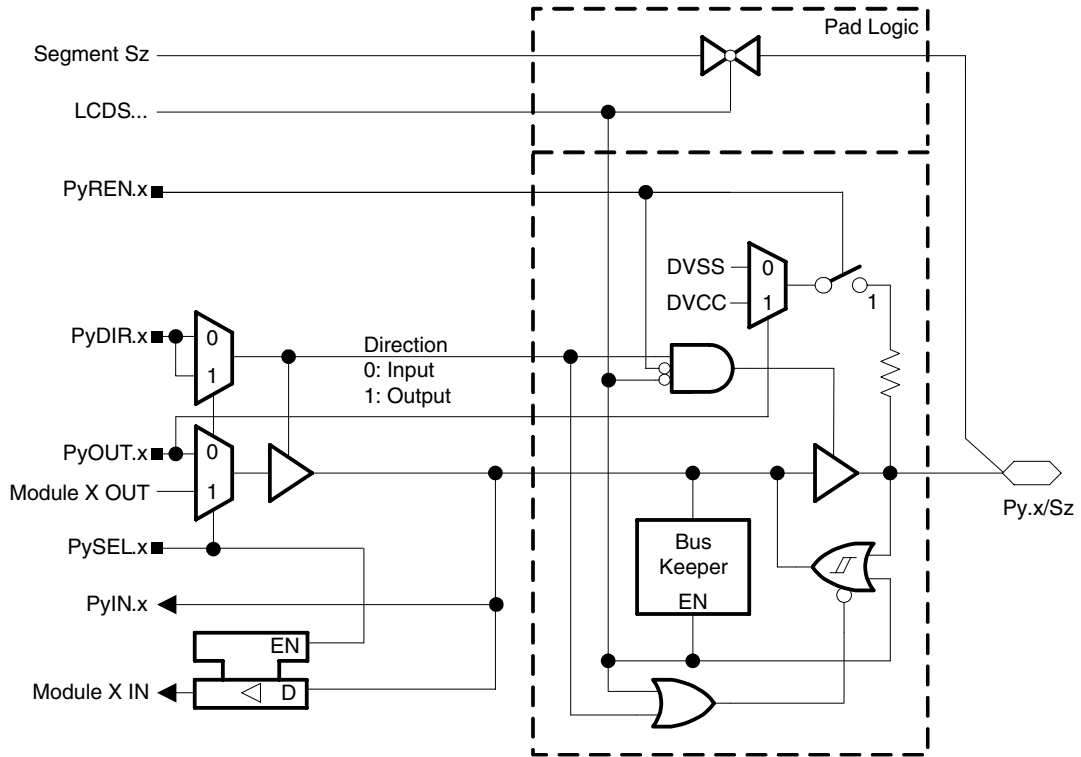 Pad Logic
Segment Sz
LCDS...
PyREN.x
DVSS
0
DVCC
1
1
PyDIR.x
0
1
Direction
0: Input
1: Output
PyOUT.x
0
Module X OUT
1
Py.x/Sz
PySEL.x
Bus
Keeper
EN
PyIN.x
EN
Module X IN
D